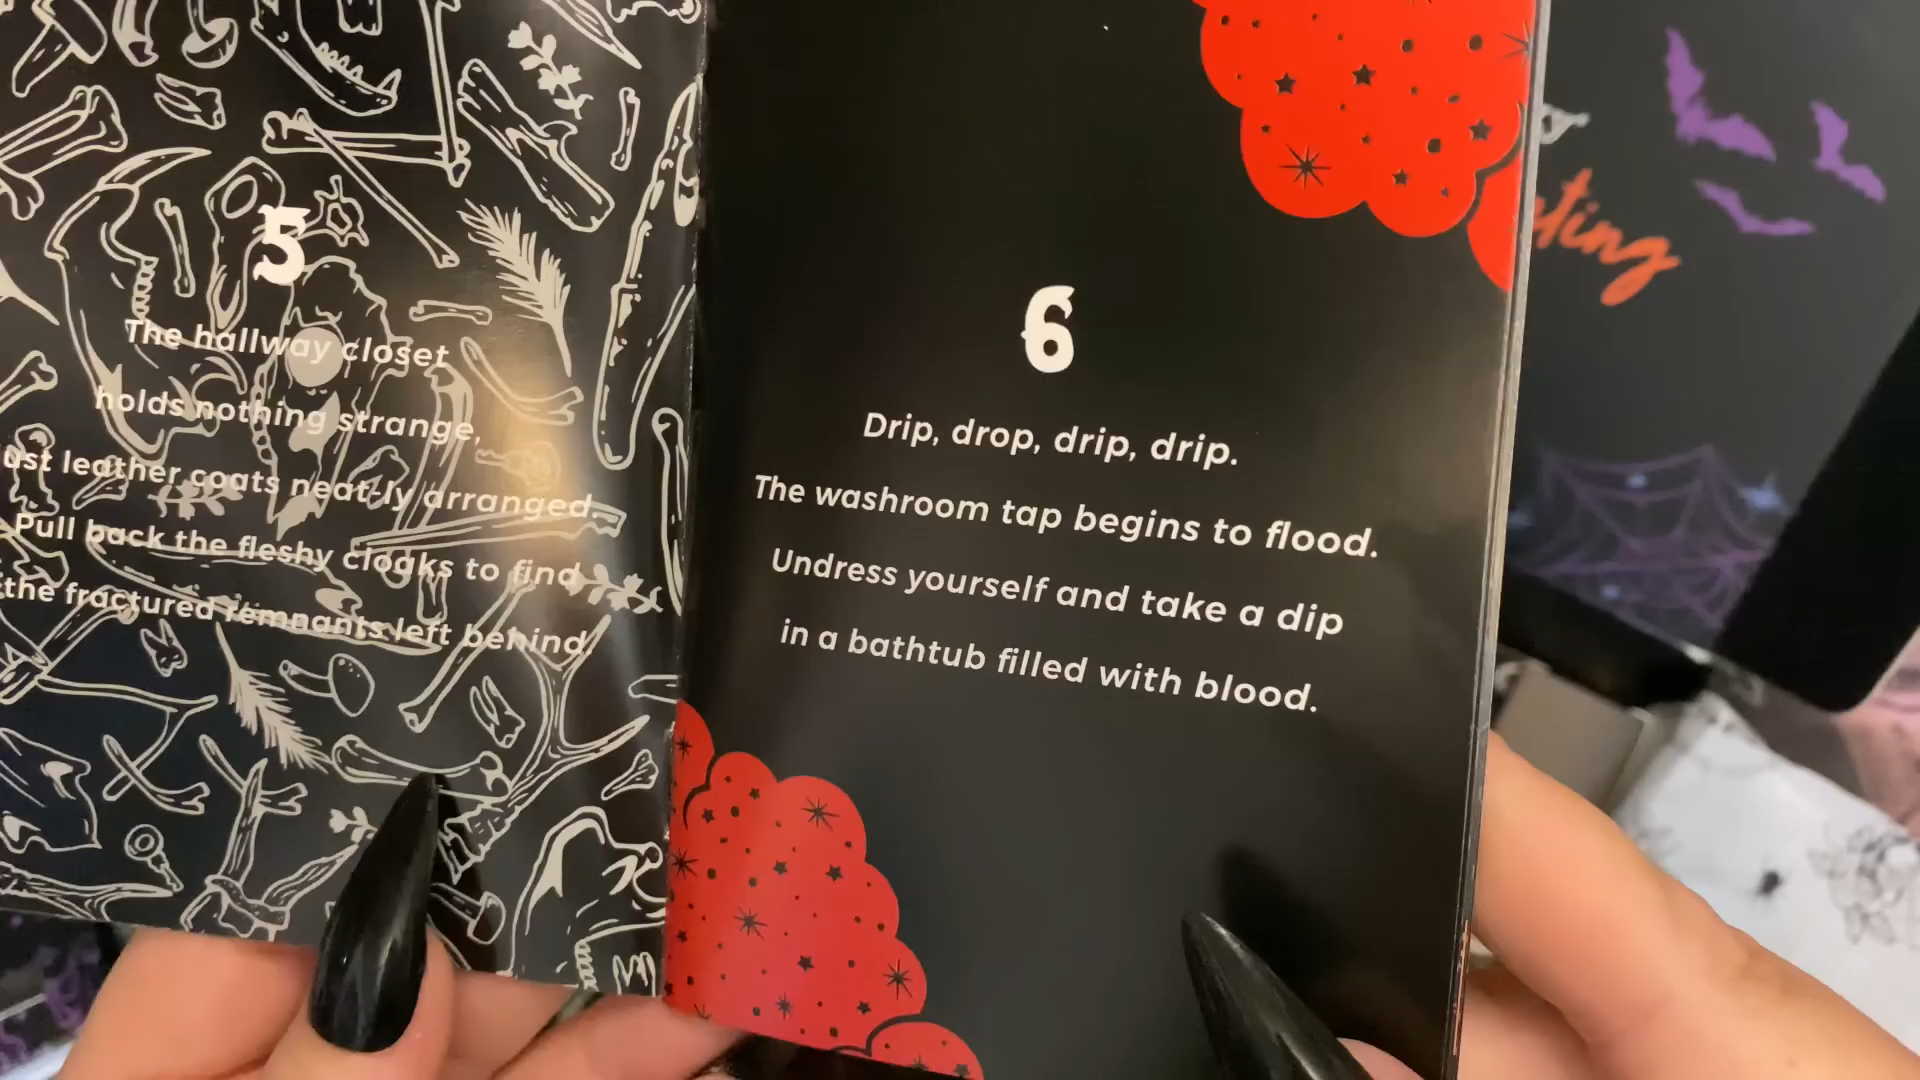 5
The hallway closet
holds nothing strange,
ust leather coats neat-ly arranged.
Pull back the fleshy cloaks to find
the fractured remnants left behind.
6
Drip, drop, drip, drip.
The washroom tap begins to flood.
Undress yourself and take a dip
in a bathtub filled with blood.
ting